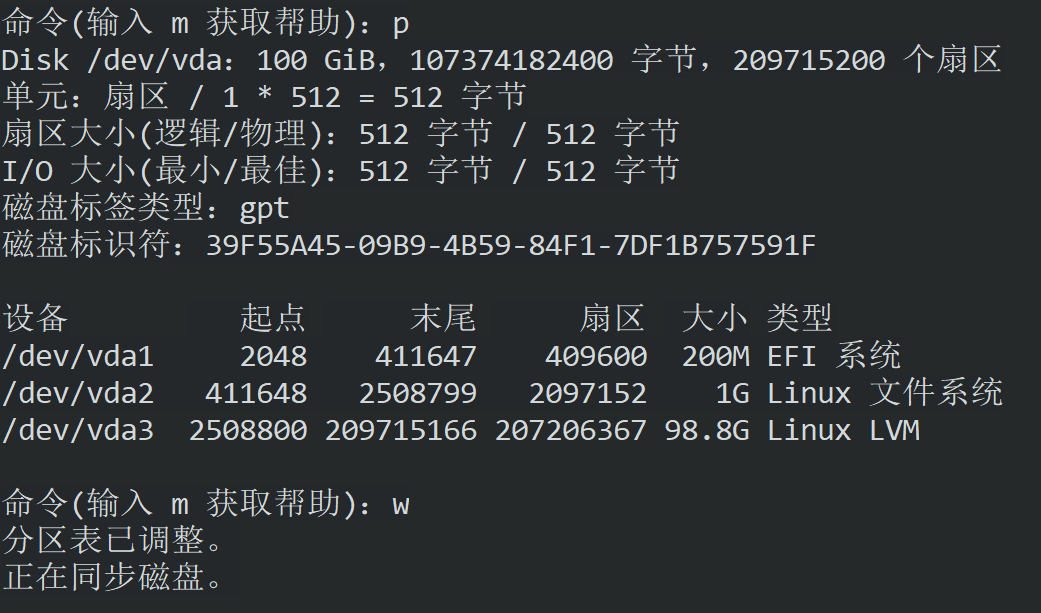 命令(输入 m 获取帮助)：p
Disk /dev/vda：100 GiB，107374182400 字节，209715200 个扇区
单元：扇区 / 1 * 512 = 512 字节
扇区大小(逻辑/物理)：512 字节 / 512 字节
I/O 大小(最小/最佳)：512 字节 / 512 字节
磁盘标签类型：gpt
磁盘标识符：39F55A45-09B9-4B59-84F1-7DF1B757591F
设备 起点 末尾 扇区 大小 类型
/dev/vda1 2048 411647 409600 200M EFI 系统
/dev/vda2 411648 2508799 2097152 1G Linux 文件系统
/dev/vda3 2508800 209715166 207206367 98.8G Linux LVM
命令(输入 m 获取帮助)：w
分区表已调整。
正在同步磁盘。